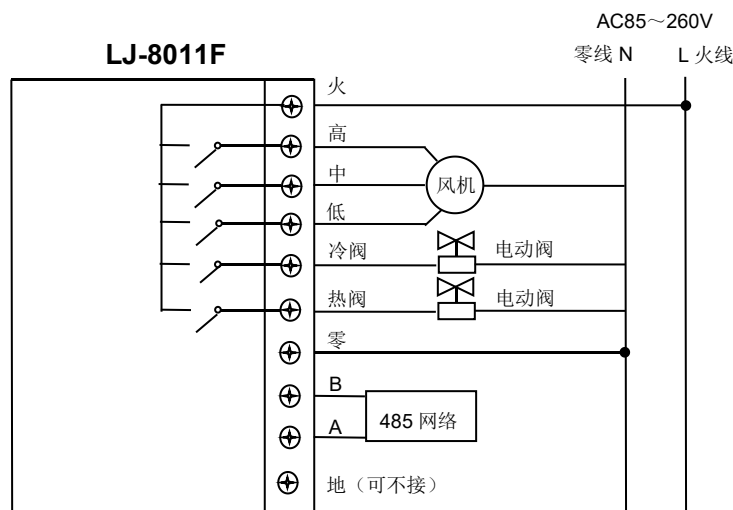 AC85～260V
LJ-8011F
零线 N
L 火线
火
高
中
风机
低
冷阀
电动阀
热阀
电动阀
零
B
485 网络
A
地（可不接）